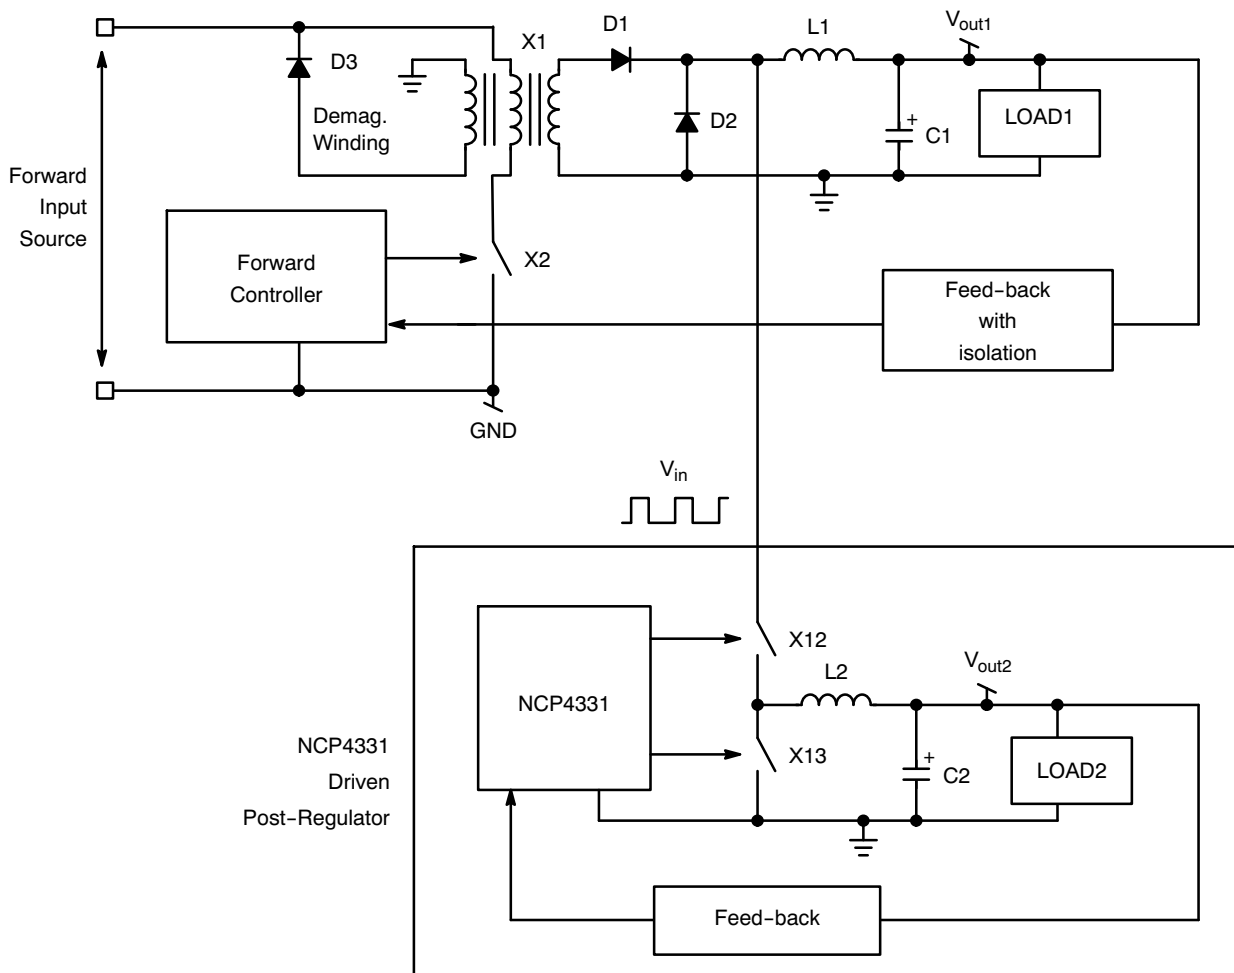 D1
L1
Vout1
X1
D3
Demag.
Winding
D2
+
C1
LOAD1
Forward
Input
Source
Forward
Controller
X2
Feed-back
with
isolation
GND
Vin
NCP4331
X12
L2
Vout2
X13
+
C2
LOAD2
NCP4331
Driven
Post-Regulator
Feed-back